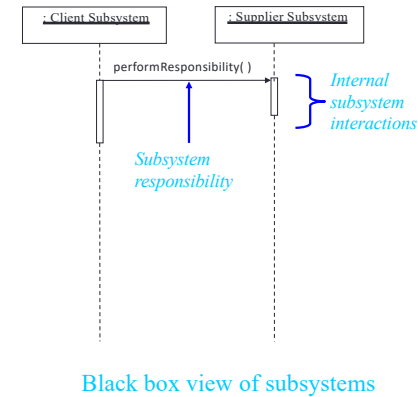 : Client Subsystem
: Supplier Subsystem
performResponsibility( )
Internal
subsystem
interactions
Subsystem
responsibility
Black box view of subsystems